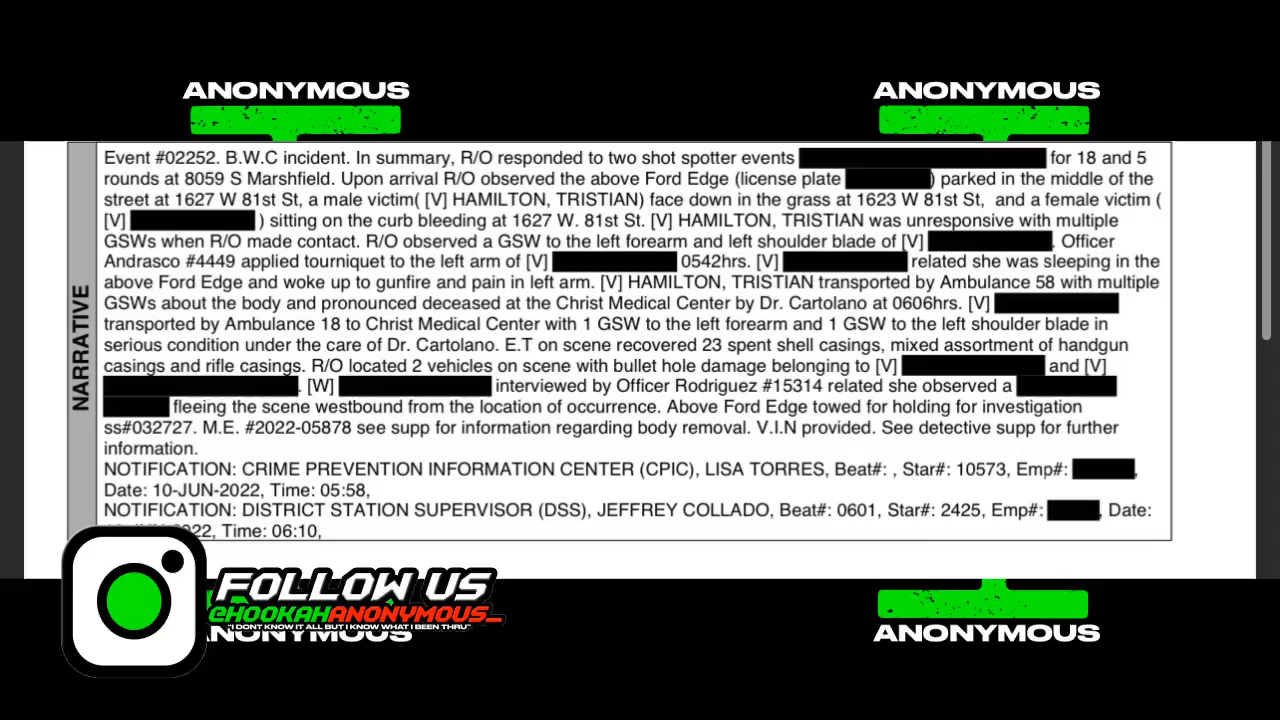 ANONYMOUS
ANONYMOUS
NARRATIVE
Event #02252. B.W.C incident. In summary, R/O responded to two shot spotter events for 18 and 5
rounds at 8059 S Marshfield. Upon arrival R/O observed the above Ford Edge (license plate ) parked in the middle of the
street at 1627 W 81st St, a male victim( [V] HAMILTON, TRISTIAN) face down in the grass at 1623 W 81st St, and a female victim (
[V] ) sitting on the curb bleeding at 1627 W. 81st St. [V] HAMILTON, TRISTIAN was unresponsive with multiple
GSWs when R/O made contact. R/O observed a GSW to the left forearm and left shoulder blade of [V] . Officer
Andrasco #4449 applied tourniquet to the left arm of [V] 0542hrs. [V] related she was sleeping in the
above Ford Edge and woke up to gunfire and pain in left arm. [V] HAMILTON, TRISTIAN transported by Ambulance 58 with multiple
GSWs about the body and pronounced deceased at the Christ Medical Center by Dr. Cartolano at 0606hrs. [V]
transported by Ambulance 18 to Christ Medical Center with 1 GSW to the left forearm and 1 GSW to the left shoulder blade in
serious condition under the care of Dr. Cartolano. E.T on scene recovered 23 spent shell casings, mixed assortment of handgun
casings and rifle casings. R/O located 2 vehicles on scene with bullet hole damage belonging to [V] and [V]
. [W] interviewed by Officer Rodriguez #15314 related she observed a
fleeing the scene westbound from the location of occurrence. Above Ford Edge towed for holding for investigation
ss#032727. M.E. #2022-05878 see supp for information regarding body removal. V.I.N provided. See detective supp for further
information.
NOTIFICATION: CRIME PREVENTION INFORMATION CENTER (CPIC), LISA TORRES, Beat#: , Star#: 10573, Emp#: ,
Date: 10-JUN-2022, Time: 05:58,
NOTIFICATION: DISTRICT STATION SUPERVISOR (DSS), JEFFREY COLLADO, Beat#: 0601, Star#: 2425, Emp#: , Date:
Time: 06:10,
FOLLOW US
@HOOKAHANONYMOUS_
"I DONT KNOW IT ALL BUT I KNOW WHAT I BEEN THRU"
ANONYMOUS
ANONYMOUS